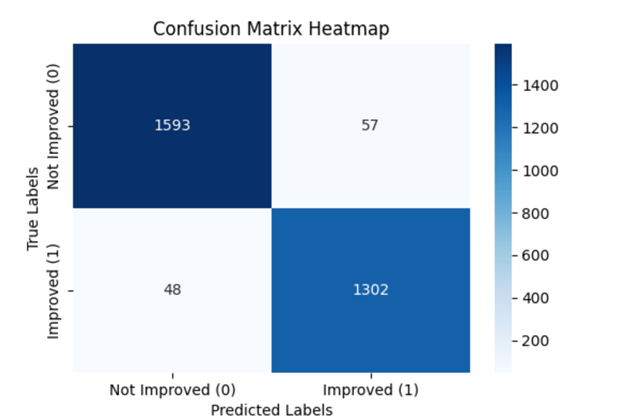 Confusion Matrix Heatmap
True Labels
Not Improved (0)
1593
57
Improved (1)
48
1302
Not Improved (0)
Improved (1)
Predicted Labels
1400
1200
1000
800
600
400
200